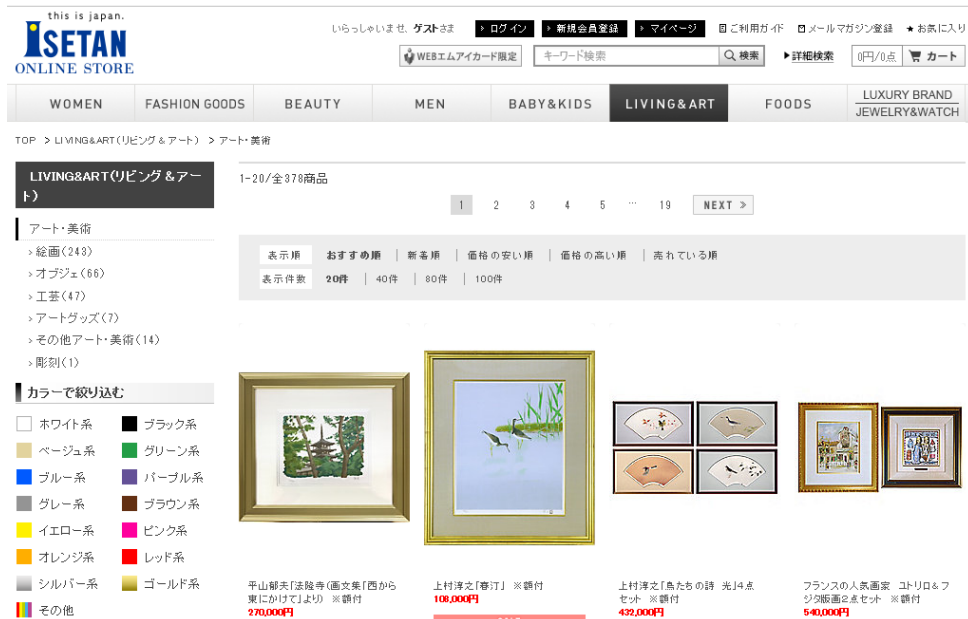 this is japan.
ISETAN
ONLINE STORE
いらっしゃいませ、ゲストさま
ログイン
新規会員登録
マイページ
ご利用ガイド
メールマガジン登録
★お気に入り
WEBエムアイカード限定
キーワード検索
検索
▶詳細検索
0円/0点
カート
WOMEN
FASHION GOODS
BEAUTY
MEN
BABY&KIDS
LIVING&ART
FOODS
LUXURY BRAND
JEWELRY&WATCH
TOP > LIVING&ART(リビング&アート) > アート・美術
LIVING&ART(リビング&アー
ト)
アート・美術
›絵画(243)
›オブジェ(66)
›工芸(47)
›アートグッズ(7)
›その他アート・美術(14)
›彫刻(1)
カラーで絞り込む
ホワイト系
ブラック系
ベージュ系
グリーン系
ブルー系
パープル系
グレー系
ブラウン系
イエロー系
ピンク系
オレンジ系
レッド系
シルバー系
ゴールド系
その他
1-20/全378商品
1 2 3 4 5 … 19 NEXT »
表示順 おすすめ順 | 新着順 | 価格の安い順 | 価格の高い順 | 売れている順
表示件数 20件 | 40件 | 80件 | 100件
平山郁夫「法隆寺(画文集「西から
東にかけて」より) ※額付
270,000円
上村淳之「春汀」 ※額付
108,000円
上村淳之「鳥たちの詩 光」4点
セット ※額付
432,000円
フランスの人気画家 ユトリロ&フ
ジタ版画2点セット ※額付
540,000円